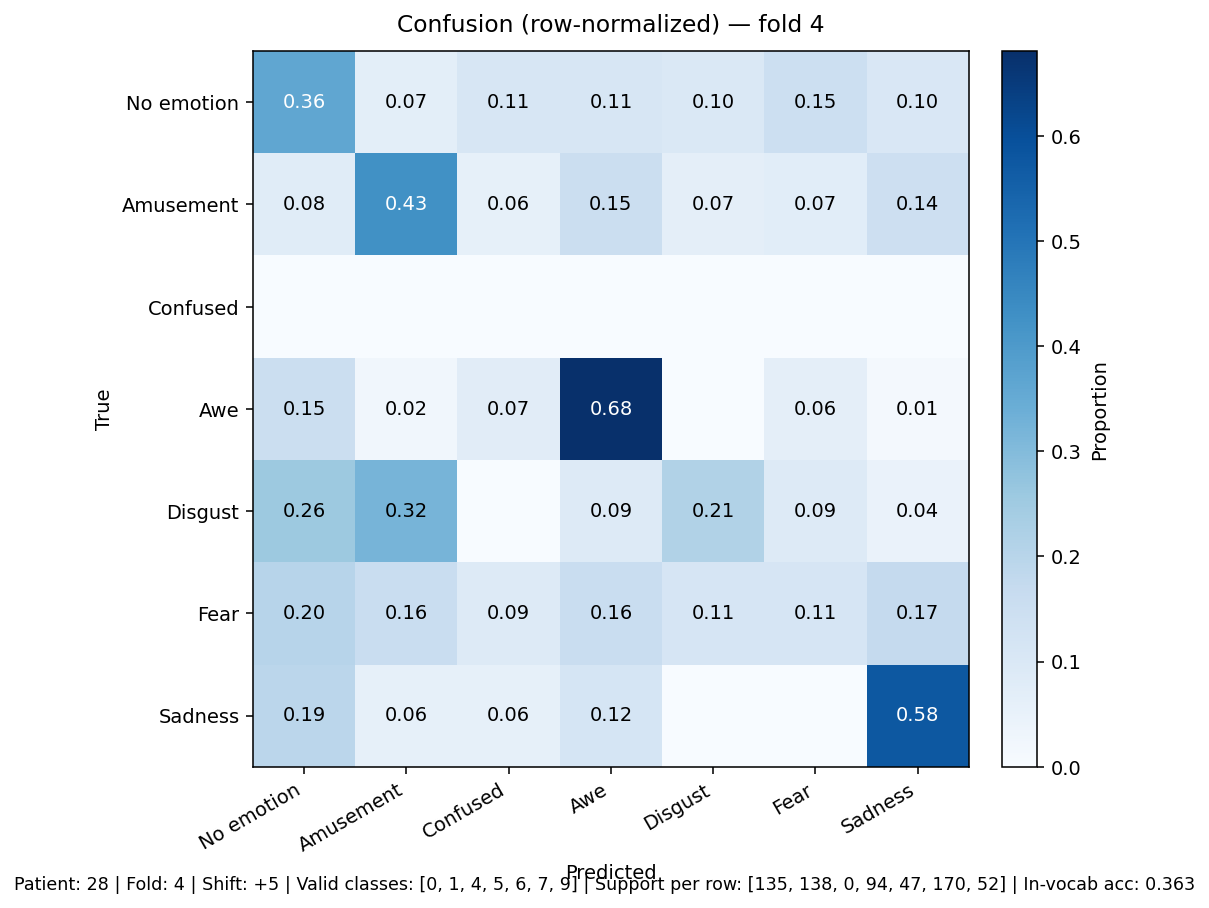 Confusion (row-normalized) — fold 4
No emotion 0.36 0.07 0.11 0.11 0.10 0.15 0.10
Amusement 0.08 0.43 0.06 0.15 0.07 0.07 0.14
Confused
Awe 0.15 0.02 0.07 0.68 0.06 0.01
Disgust 0.26 0.32 0.09 0.21 0.09 0.04
Fear 0.20 0.16 0.09 0.16 0.11 0.11 0.17
Sadness 0.19 0.06 0.06 0.12 0.58
True
No emotion Amusement Confused Awe Disgust Fear Sadness
Predicted
0.6
0.5
0.4
0.3
0.2
0.1
0.0
Proportion
Patient: 28 | Fold: 4 | Shift: +5 | Valid classes: [0, 1, 4, 5, 6, 7, 9] | Support per row: [135, 138, 0, 94, 47, 170, 52] | In-vocab acc: 0.363